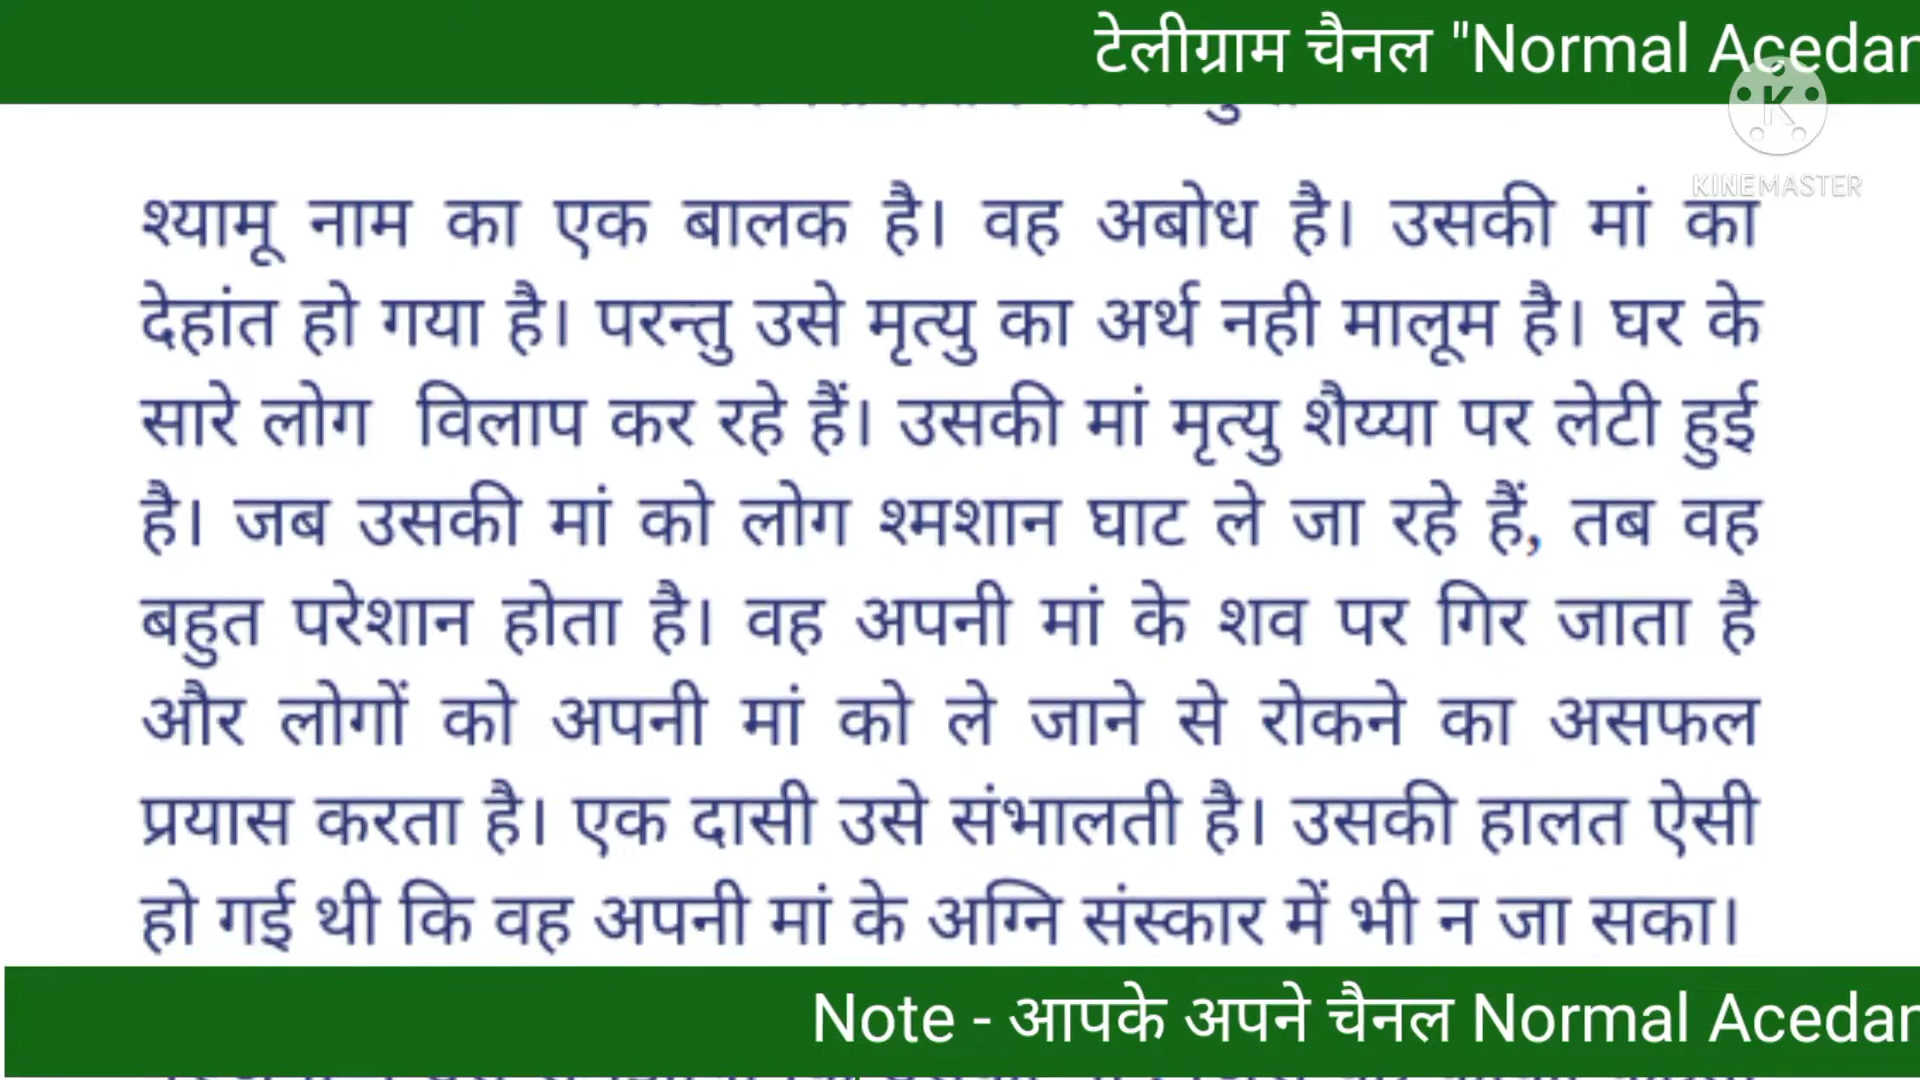 टेलीग्राम चैनल "Normal Acedan
KINEMASTER
श्यामू नाम का एक बालक है। वह अबोध है। उसकी मां का
देहांत हो गया है। परन्तु उसे मृत्यु का अर्थ नही मालूम है। घर के
सारे लोग विलाप कर रहे हैं। उसकी मां मृत्यु शैय्या पर लेटी हुई
है। जब उसकी मां को लोग श्मशान घाट ले जा रहे हैं, तब वह
बहुत परेशान होता है। वह अपनी मां के शव पर गिर जाता है
और लोगों को अपनी मां को ले जाने से रोकने का असफल
प्रयास करता है। एक दासी उसे संभालती है। उसकी हालत ऐसी
हो गई थी कि वह अपनी मां के अग्नि संस्कार में भी न जा सका।
Note - आपके अपने चैनल Normal Acedan